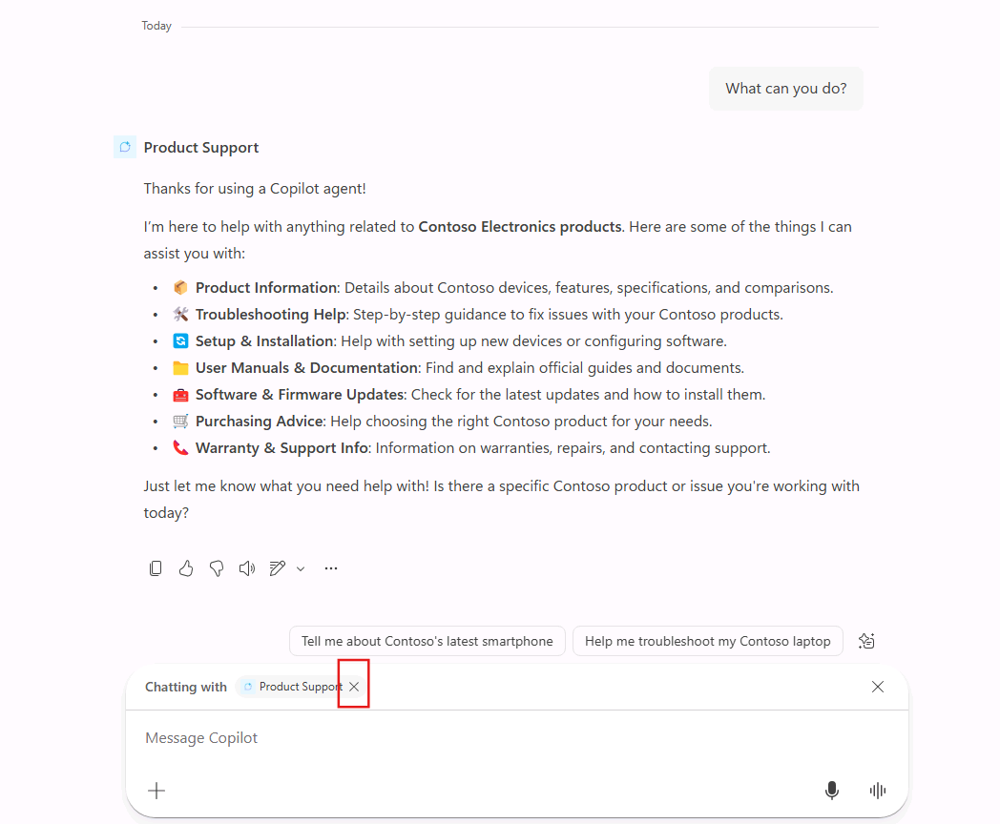 Today
What can you do?
Product Support
Thanks for using a Copilot agent!
I’m here to help with anything related to Contoso Electronics products. Here are some of the things I can
assist you with:
• 📦 Product Information: Details about Contoso devices, features, specifications, and comparisons.
• 🛠️ Troubleshooting Help: Step-by-step guidance to fix issues with your Contoso products.
• 🔄 Setup & Installation: Help with setting up new devices or configuring software.
• 📁 User Manuals & Documentation: Find and explain official guides and documents.
• 🧰 Software & Firmware Updates: Check for the latest updates and how to install them.
• 🛒 Purchasing Advice: Help choosing the right Contoso product for your needs.
• 📞 Warranty & Support Info: Information on warranties, repairs, and contacting support.
Just let me know what you need help with! Is there a specific Contoso product or issue you're working with
today?
Tell me about Contoso's latest smartphone
Help me troubleshoot my Contoso laptop
Chatting with Product Support
Message Copilot